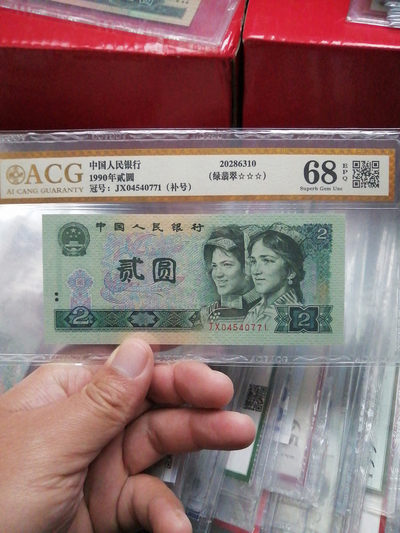 ACG
AI CANG GUARANTY
中国人民银行
1990年贰圆
冠号: JX04540771 (补号)
20286310
(绿翡翠☆☆☆)
68
EPQ
Superb Gem Unc
中国人民银行
2
贰圆
JX04540771
2
2
ACG ACG